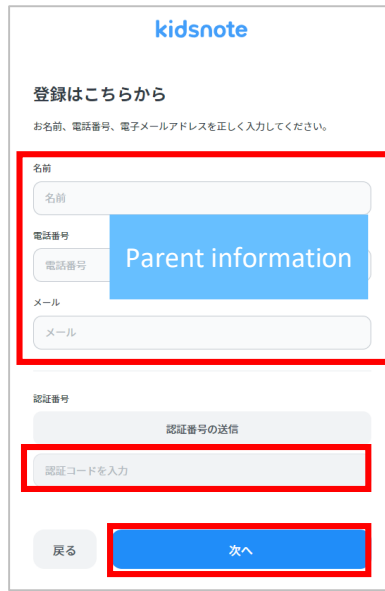 kidsnote
登録はこちらから
お名前、電話番号、電子メールアドレスを正しく入力してください。
名前
名前
電話番号
電話番号
Parent information
メール
メール
認証番号
認証番号の送信
認証コードを入力
戻る
次へ